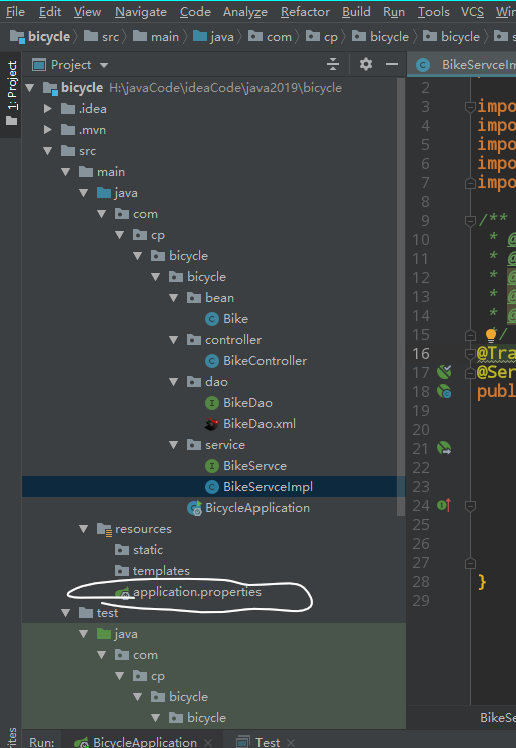 File Edit View Navigate Code Analyze Refactor Build Run Tools VCS Win
bicycle src main java com cp bicycle bicycle s
1: Project
Project
BikeServceIm
bicycle H:\javaCode\ideaCode\java2019\bicycle
.idea
.mvn
src
main
java
com
cp
bicycle
bicycle
bean
Bike
controller
BikeController
dao
BikeDao
BikeDao.xml
service
BikeServce
BikeServceImpl
BicycleApplication
resources
static
templates
application.properties
test
java
com
cp
bicycle
bicycle
2
3 impo
4 impo
5 impo
6 impo
7 impo
8
9 /**
10 * @
11 * @
12 * @
13 * @
14 * @
15 */
16 @Tra
17 @Ser
18 publ
19
20
21
22
23
24
25
26
27
28 }
29
BikeSe
rites
Run: BicycleApplication × Test ×